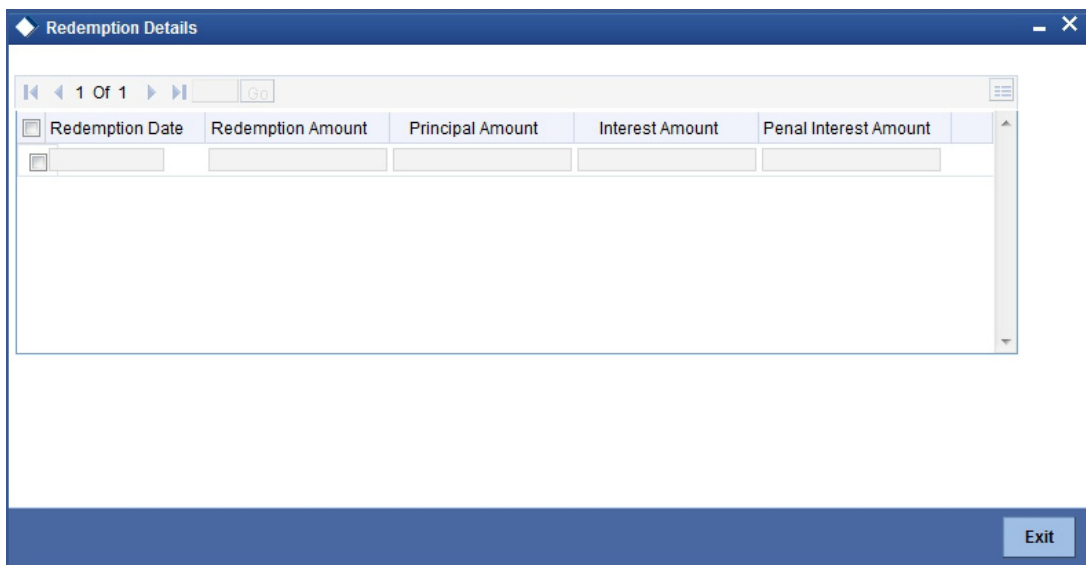 Redemption Details
1 Of 1 Go
Redemption Date Redemption Amount Principal Amount Interest Amount Penal Interest Amount
Exit